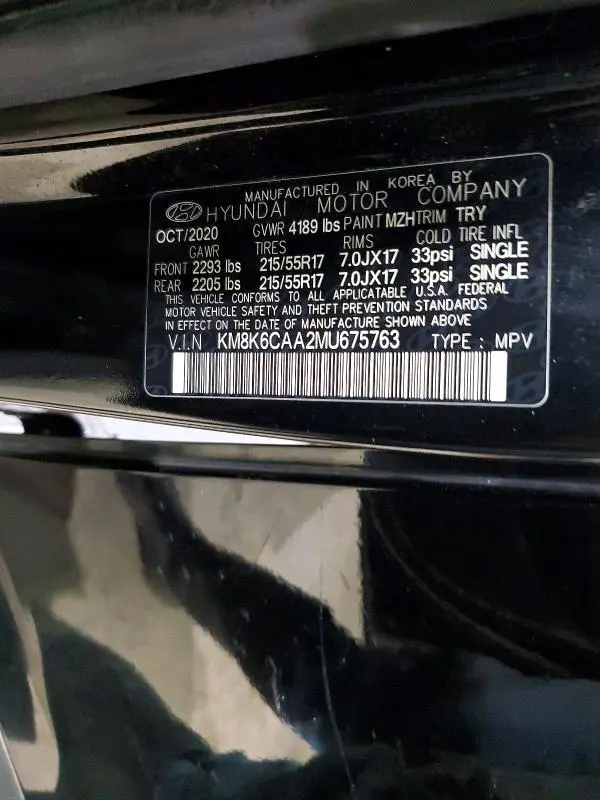 MANUFACTURED IN KOREA BY
HYUNDAI MOTOR COMPANY
OCT/2020 GVWR 4189 lbs PAINT MZH TRIM TRY
GAWR TIRES RIMS COLD TIRE INFL
FRONT 2293 lbs 215/55R17 7.0JX17 33psi SINGLE
REAR 2205 lbs 215/55R17 7.0JX17 33psi SINGLE
THIS VEHICLE CONFORMS TO ALL APPLICABLE U.S.A. FEDERAL
MOTOR VEHICLE SAFETY AND THEFT PREVENTION STANDARDS
IN EFFECT ON THE DATE OF MANUFACTURE SHOWN ABOVE
V.I.N KM8K6CAA2MU675763 TYPE : MPV